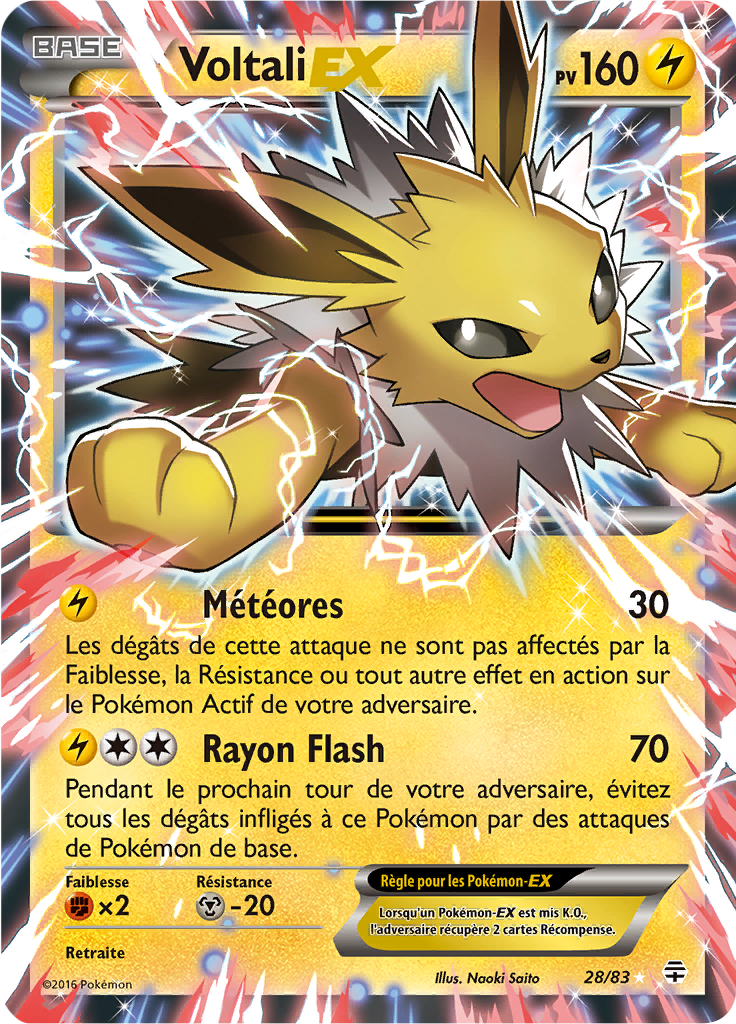 BASE
Voltali EX
PV 160
Météores 30
Les dégâts de cette attaque ne sont pas affectés par la
Faiblesse, la Résistance ou tout autre effet en action sur
le Pokémon Actif de votre adversaire.
Rayon Flash 70
Pendant le prochain tour de votre adversaire, évitez
tous les dégâts infligés à ce Pokémon par des attaques
de Pokémon de base.
Faiblesse
×2
Résistance
-20
Retraite
Règle pour les Pokémon-EX
Lorsqu'un Pokémon-EX est mis K.O.,
l'adversaire récupère 2 cartes Récompense.
©2016 Pokémon
Illus. Naoki Saito
28/83